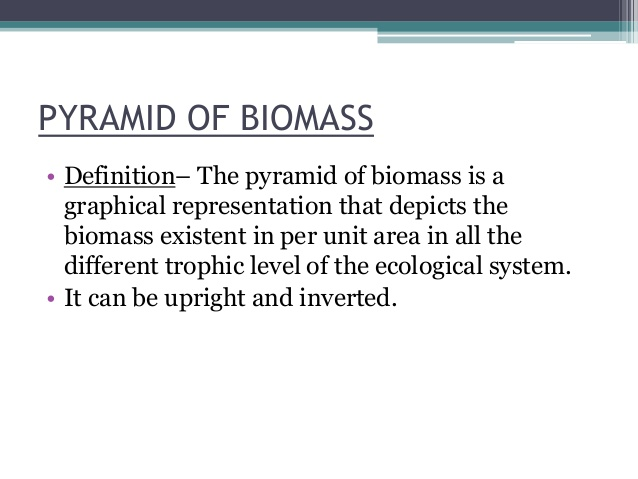 PYRAMID OF BIOMASS
• Definition– The pyramid of biomass is a
graphical representation that depicts the
biomass existent in per unit area in all the
different trophic level of the ecological system.
• It can be upright and inverted.